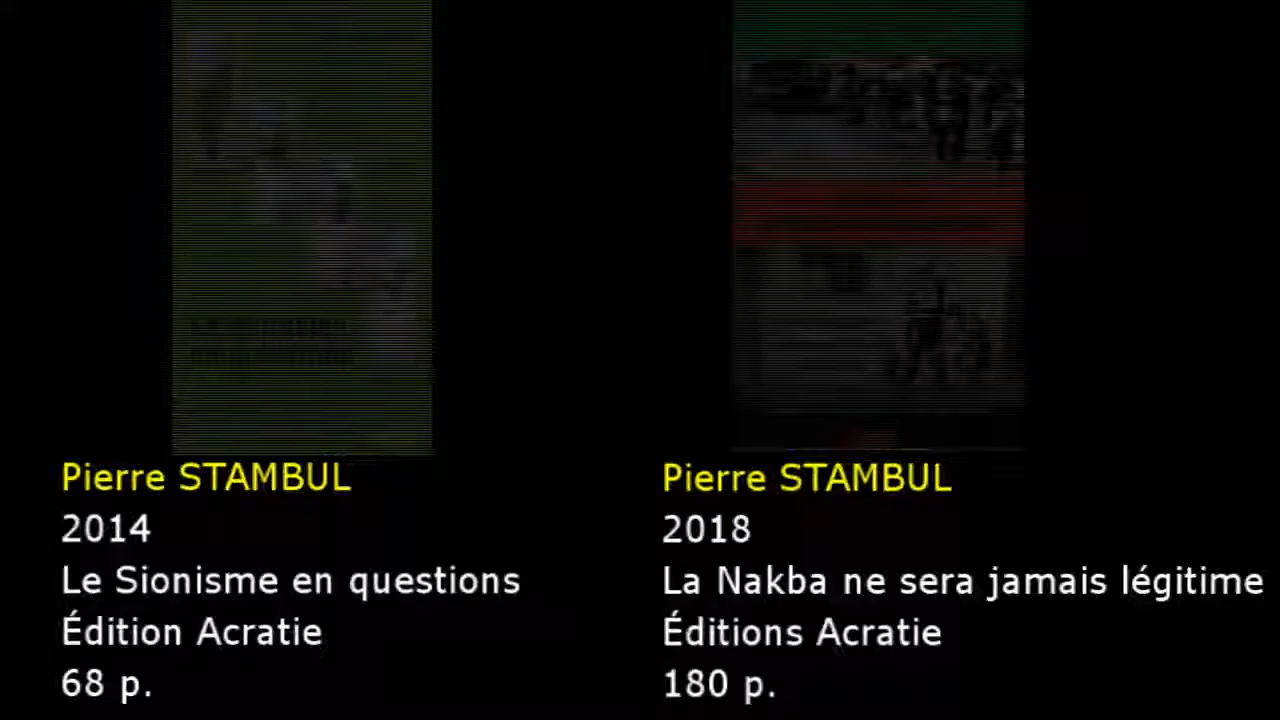 Pierre STAMBUL
2014
Le Sionisme en questions
Édition Acratie
68 p.
Pierre STAMBUL
2018
La Nakba ne sera jamais légitime
Éditions Acratie
180 p.